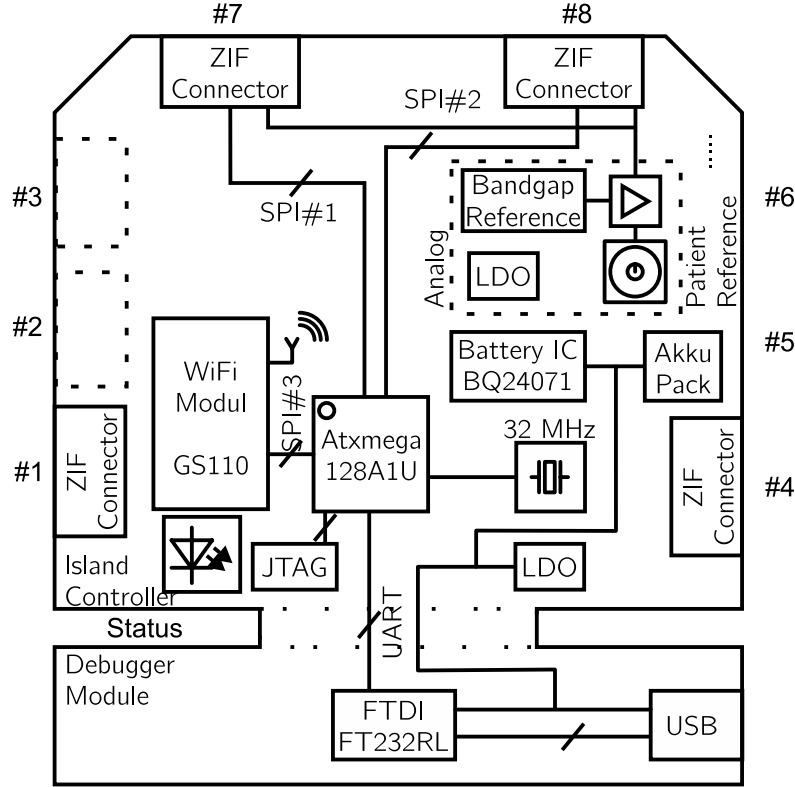 #7
#8
ZIF
Connector
ZIF
Connector
SPI#2
#3
SPI#1
Bandgap
Reference
Analog
LDO
Patient
Reference
#6
#2
WiFi
Modul
GS110
SPI#3
Battery IC
BQ24071
Akku
Pack
#5
Atxmega
128A1U
32 MHz
#1
ZIF
Connector
ZIF
Connector
#4
JTAG
LDO
Island
Controller
Status
UART
Debugger
Module
FTDI
FT232RL
USB